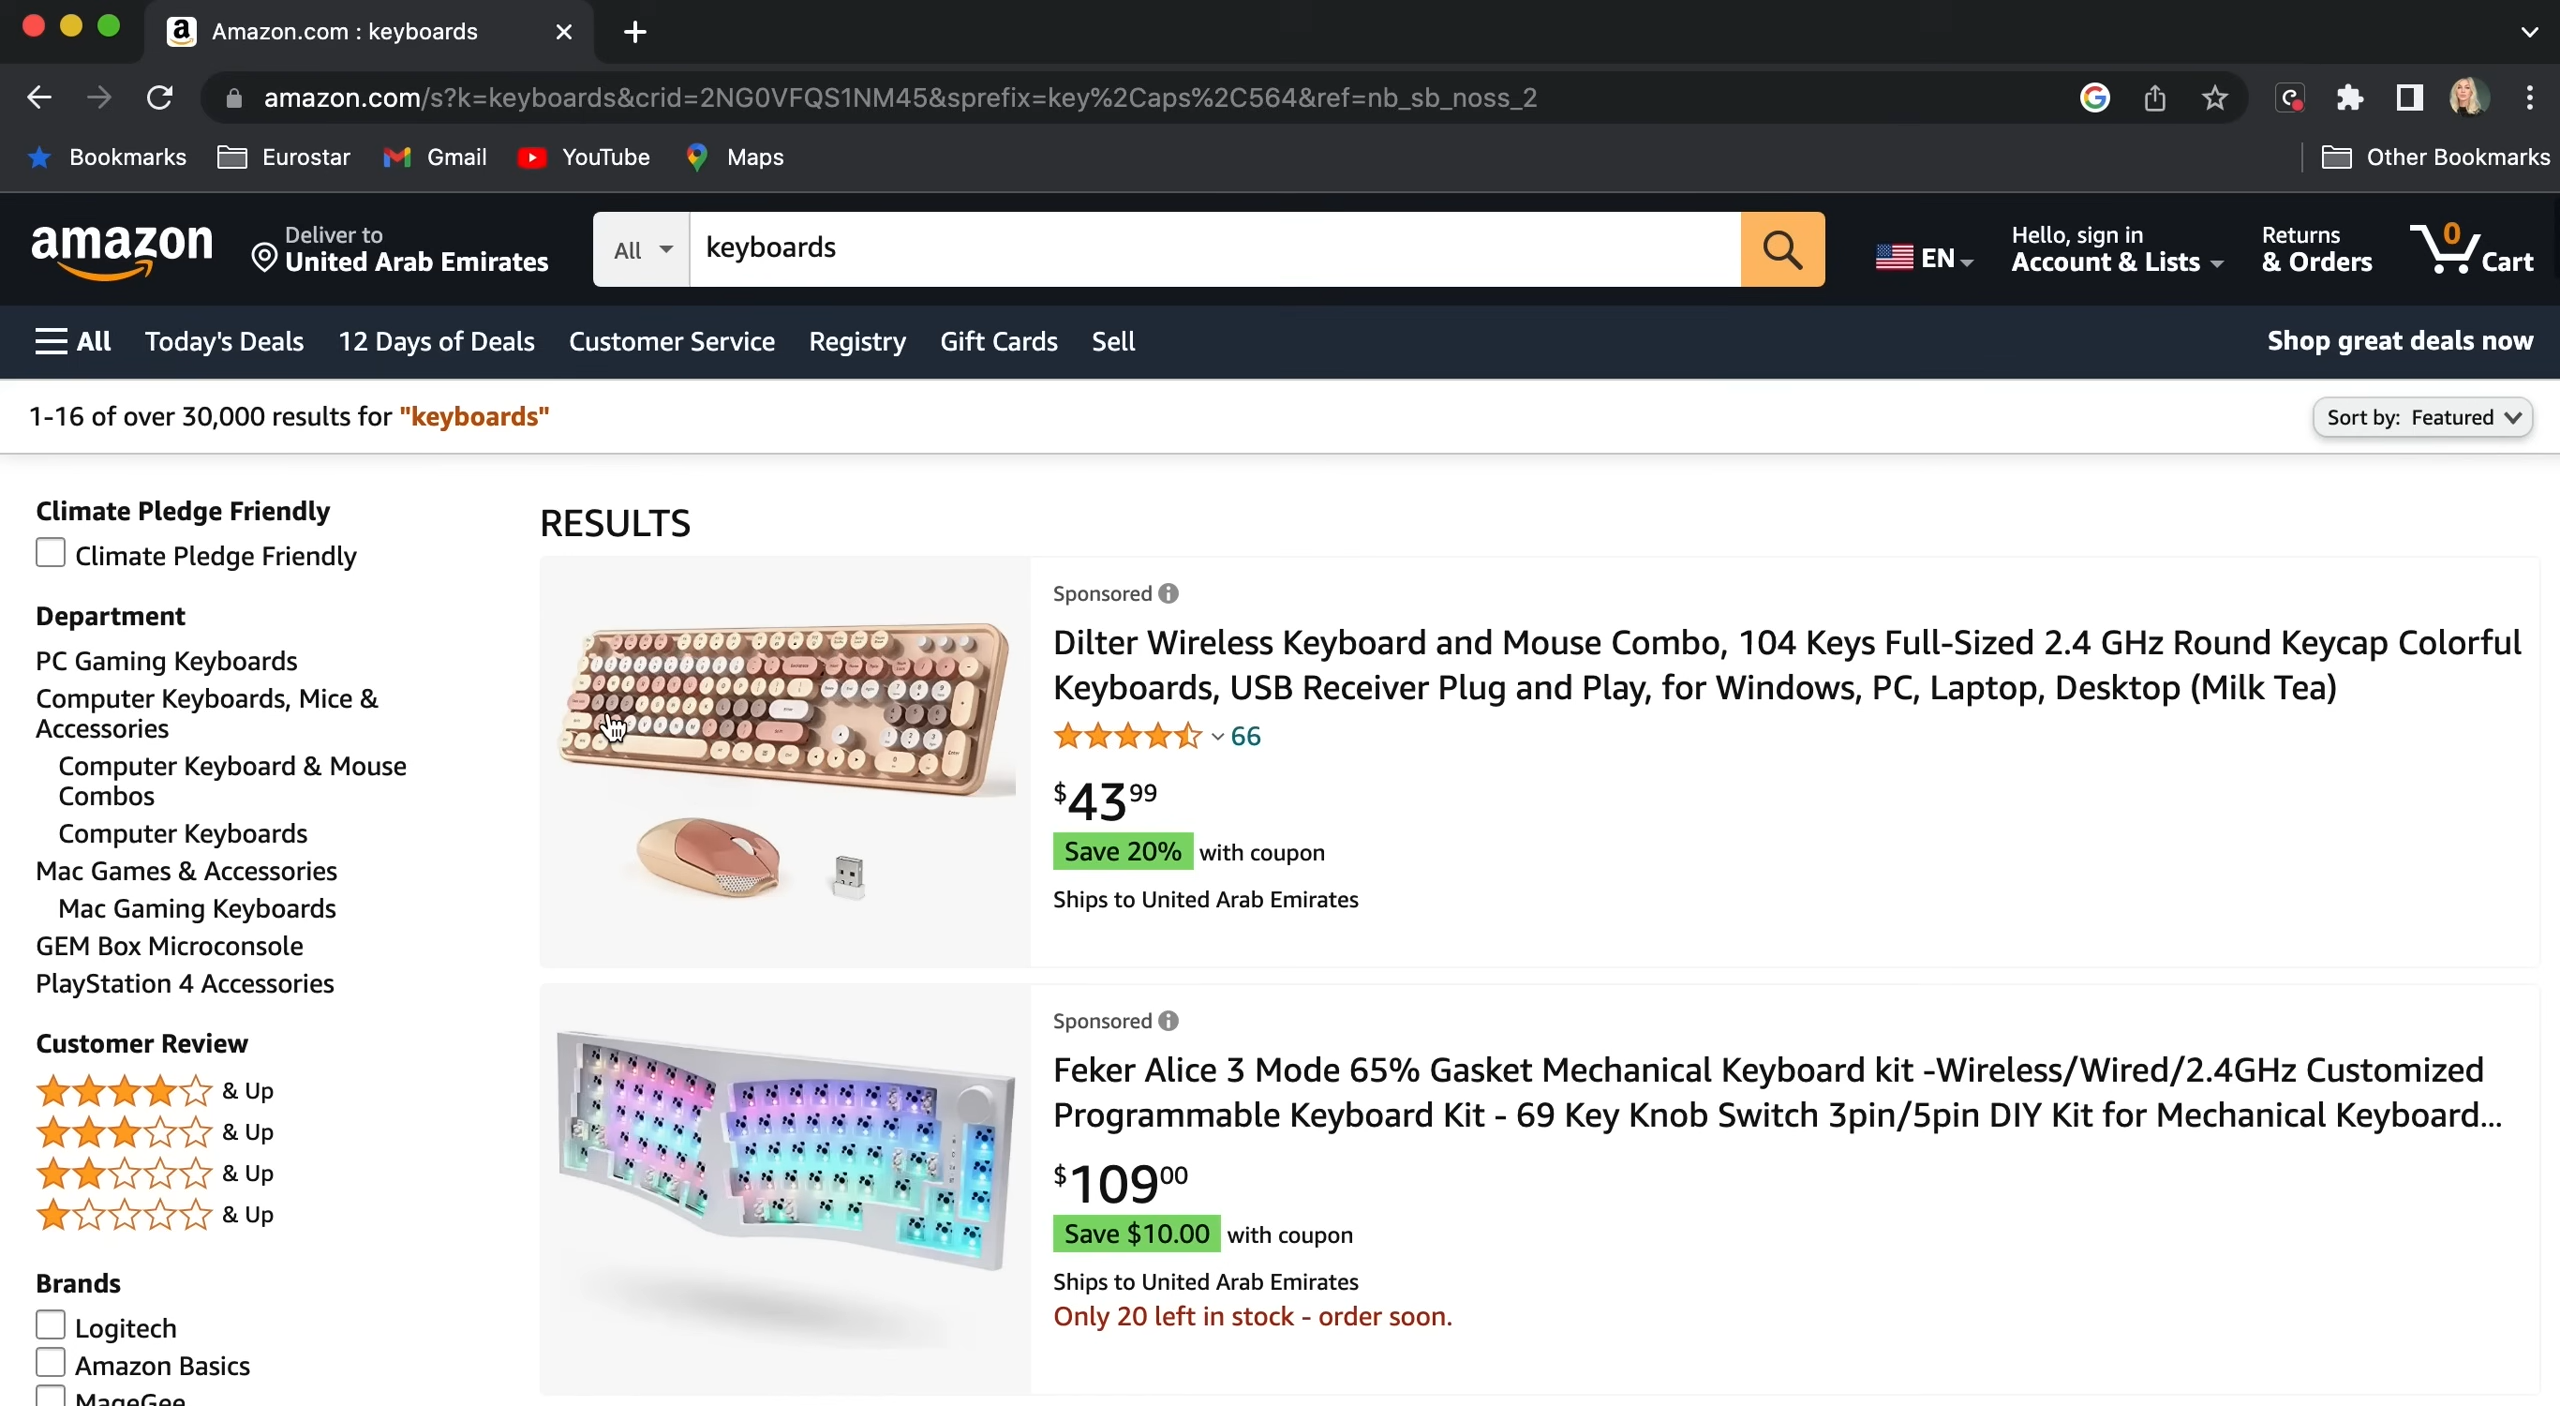 Amazon.com : keyboards
amazon.com/s?k=keyboards&crid=2NG0VFQS1NM45&sprefix=key%2Caps%2C564&ref=nb_sb_noss_2
Bookmarks Eurostar Gmail YouTube Maps Other Bookmarks
amazon
Deliver to
United Arab Emirates
All keyboards
EN
Hello, sign in
Account & Lists
Returns
& Orders
0
Cart
All Today's Deals 12 Days of Deals Customer Service Registry Gift Cards Sell Shop great deals now
1-16 of over 30,000 results for "keyboards"
Sort by: Featured
Climate Pledge Friendly
Climate Pledge Friendly
Department
PC Gaming Keyboards
Computer Keyboards, Mice &
Accessories
Computer Keyboard & Mouse
Combos
Computer Keyboards
Mac Games & Accessories
Mac Gaming Keyboards
GEM Box Microconsole
PlayStation 4 Accessories
Customer Review
& Up
& Up
& Up
& Up
Brands
Logitech
Amazon Basics
MageGee
RESULTS
Sponsored
Dilter Wireless Keyboard and Mouse Combo, 104 Keys Full-Sized 2.4 GHz Round Keycap Colorful
Keyboards, USB Receiver Plug and Play, for Windows, PC, Laptop, Desktop (Milk Tea)
66
$43 99
Save 20% with coupon
Ships to United Arab Emirates
Sponsored
Feker Alice 3 Mode 65% Gasket Mechanical Keyboard kit -Wireless/Wired/2.4GHz Customized
Programmable Keyboard Kit - 69 Key Knob Switch 3pin/5pin DIY Kit for Mechanical Keyboard...
$109 00
Save $10.00 with coupon
Ships to United Arab Emirates
Only 20 left in stock - order soon.